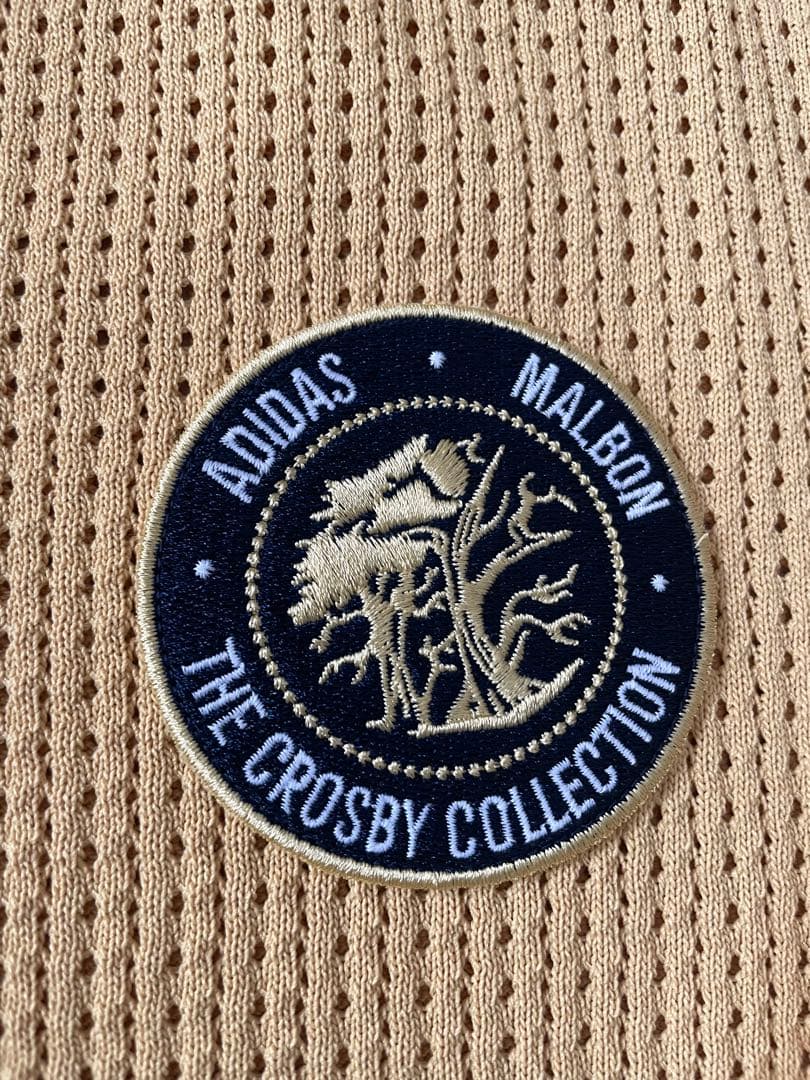 ADIDAS · MALBON
· THE CROSBY COLLECTION ·